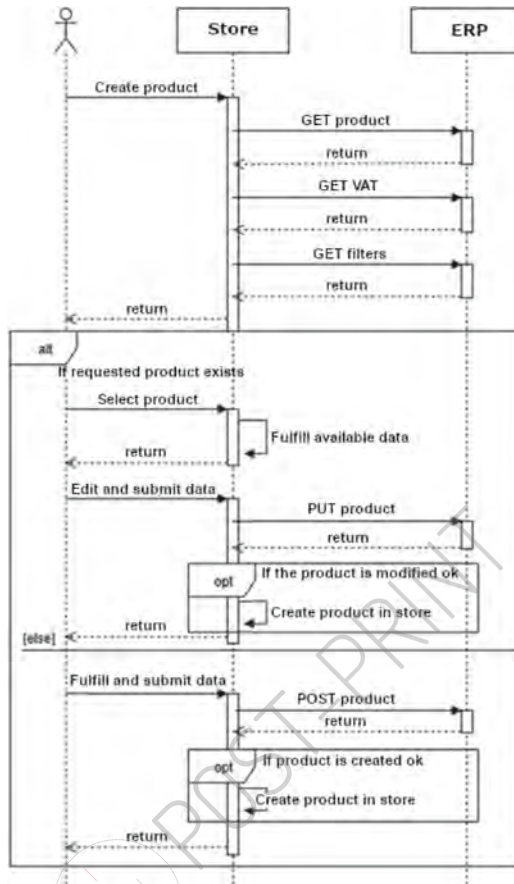 Store
ERP
Create product
GET product
return
GET VAT
return
GET filters
return
return
alt
If requested product exists
Select product
Fulfill available data
return
Edit and submit data
PUT product
return
opt
If the product is modified ok
Create product in store
return
[else]
Fulfill and submit data
POST product
return
opt
If product is created ok
Create product in store
return
POST-PRINT